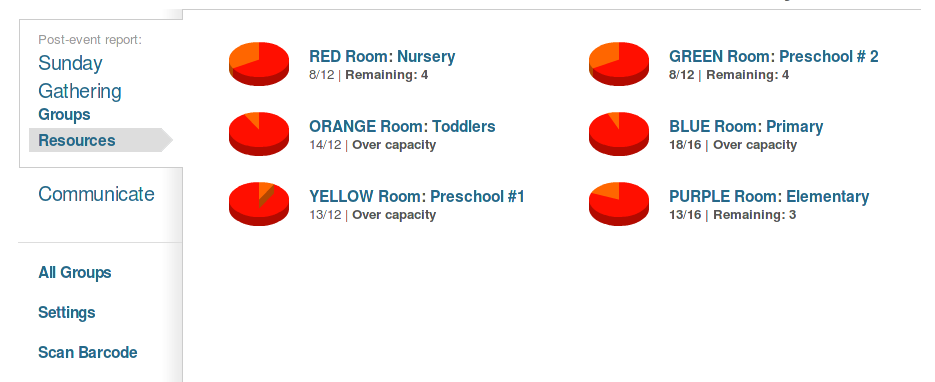 Post-event report:
Sunday
Gathering
Groups
Resources
Communicate
All Groups
Settings
Scan Barcode
RED Room: Nursery
8/12 | Remaining: 4
GREEN Room: Preschool # 2
8/12 | Remaining: 4
ORANGE Room: Toddlers
14/12 | Over capacity
BLUE Room: Primary
18/16 | Over capacity
YELLOW Room: Preschool #1
13/12 | Over capacity
PURPLE Room: Elementary
13/16 | Remaining: 3